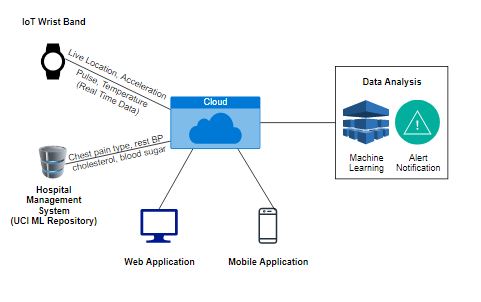 IoT Wrist Band
Live Location, Acceleration
Pulse, Temperature
(Real Time Data)
Cloud
Data Analysis
Machine
Learning
Alert
Notification
Chest pain type, rest BP
cholesterol, blood sugar
Hospital
Management
System
(UCI ML Repository)
Web Application
Mobile Application